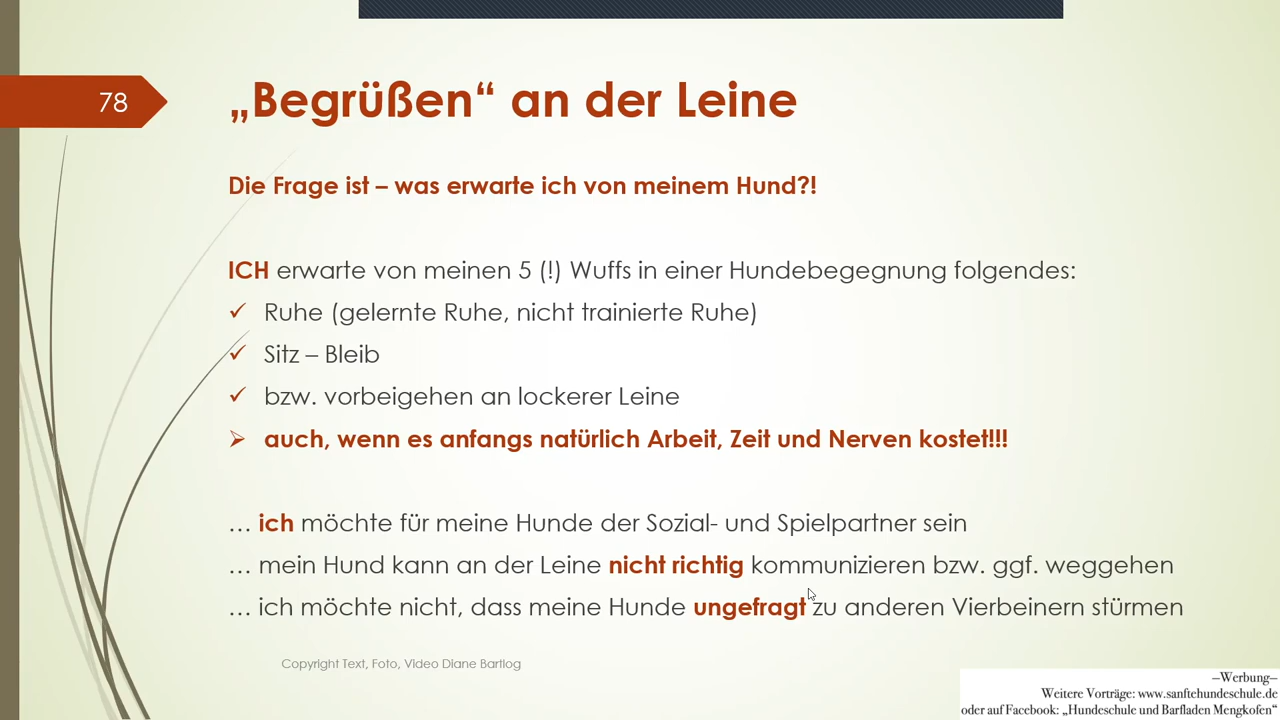 78
„Begrüßen“ an der Leine
Die Frage ist – was erwarte ich von meinem Hund?!
ICH erwarte von meinen 5 (!) Wuffs in einer Hundebegegnung folgendes:
✓ Ruhe (gelernte Ruhe, nicht trainierte Ruhe)
✓ Sitz – Bleib
✓ bzw. vorbeigehen an lockerer Leine
➢ auch, wenn es anfangs natürlich Arbeit, Zeit und Nerven kostet!!!
… ich möchte für meine Hunde der Sozial- und Spielpartner sein
… mein Hund kann an der Leine nicht richtig kommunizieren bzw. ggf. weggehen
… ich möchte nicht, dass meine Hunde ungefragt zu anderen Vierbeinern stürmen
Copyright Text, Foto, Video Diane Bartlog
—Werbung—
Weitere Vorträge: www.sanftehundeschule.de
oder auf Facebook: „Hundeschule und Barfladen Mengkofen“